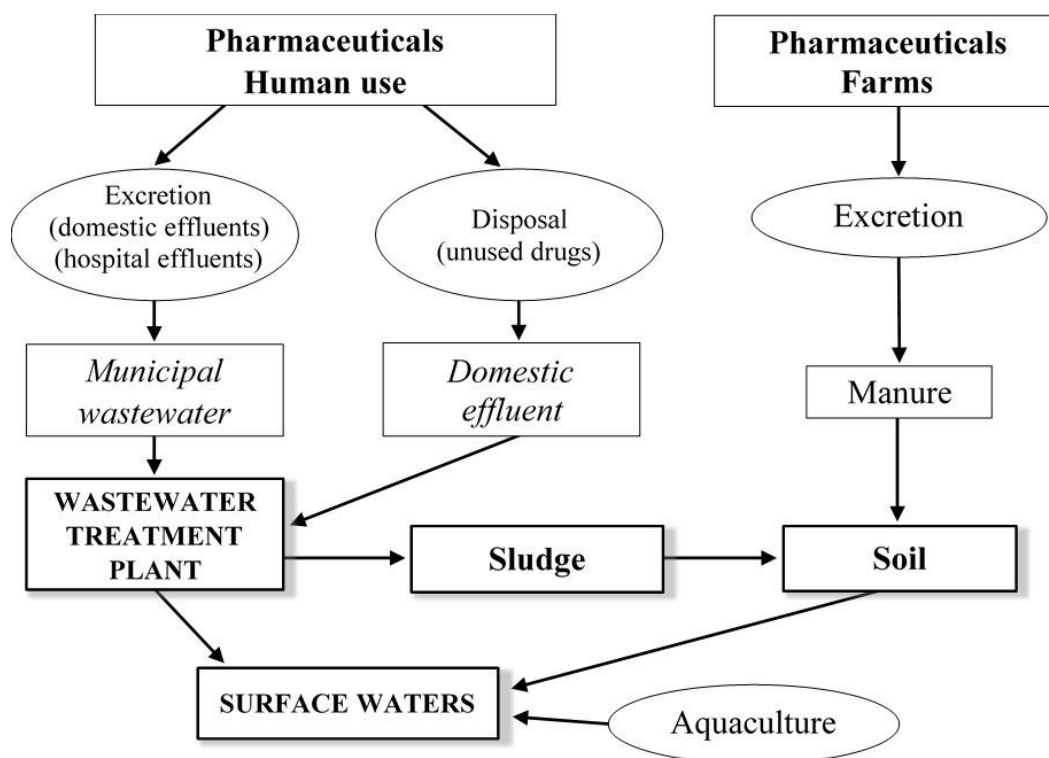 Pharmaceuticals
Human use
Pharmaceuticals
Farms
Excretion
(domestic effluents)
(hospital effluents)
Disposal
(unused drugs)
Excretion
Municipal
wastewater
Domestic
effluent
Manure
WASTEWATER
TREATMENT
PLANT
Sludge
Soil
SURFACE WATERS
Aquaculture